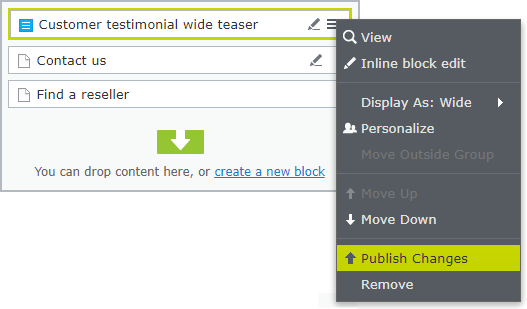 Customer testimonial wide teaser
Contact us
Find a reseller
You can drop content here, or create a new block
View
Inline block edit
Display As: Wide
Personalize
Move Outside Group
Move Up
Move Down
Publish Changes
Remove